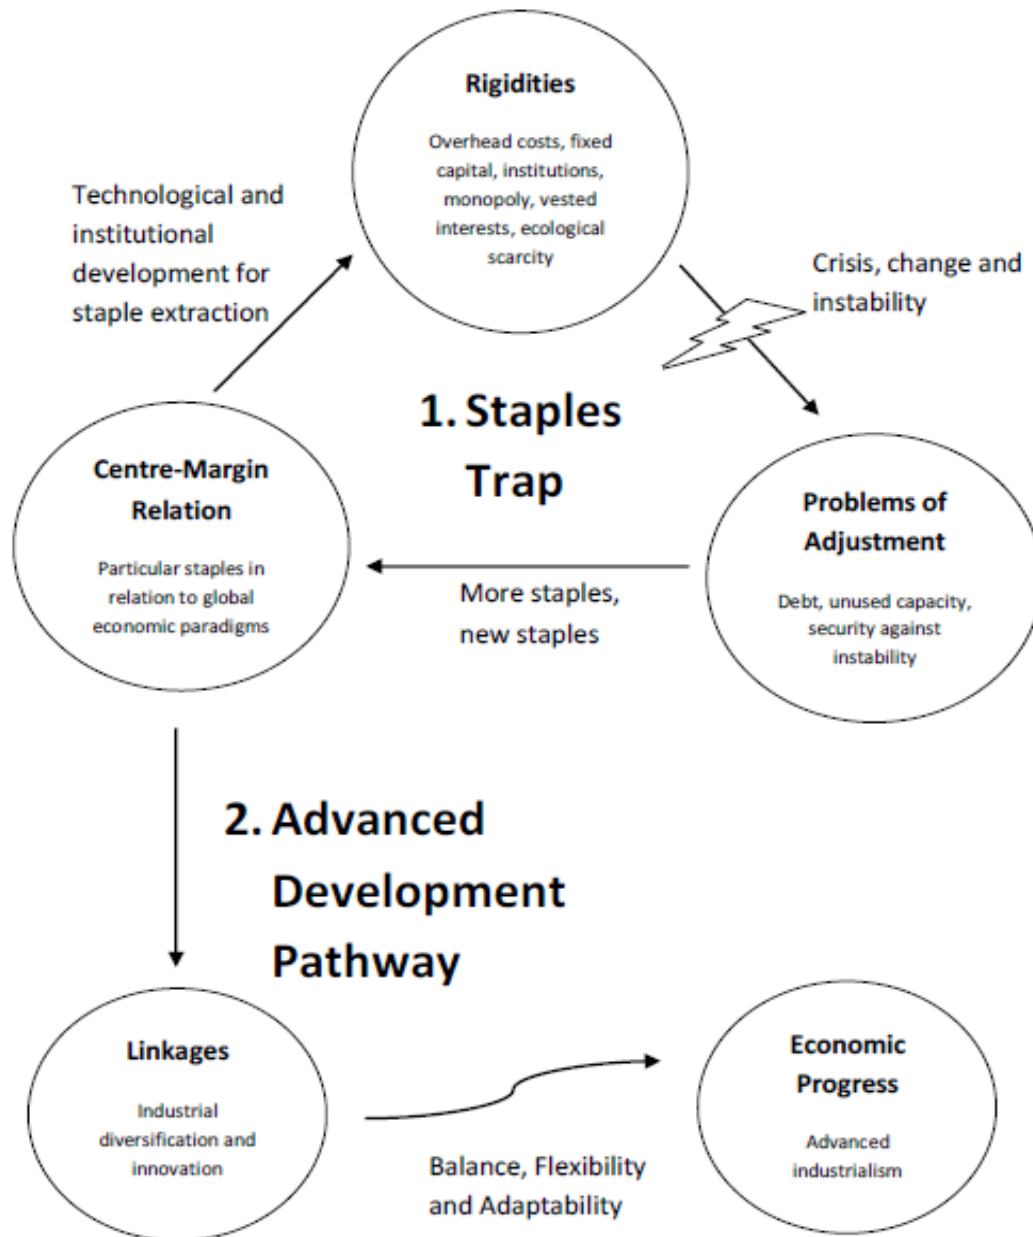 Rigidities
Overhead costs, fixed
capital, institutions,
monopoly, vested
interests, ecological
scarcity
Technological and
institutional
development for
staple extraction
Crisis, change and
instability
1. Staples
Trap
Centre-Margin
Relation
Particular staples in
relation to global
economic paradigms
Problems of
Adjustment
Debt, unused capacity,
security against
instability
More staples,
new staples
2. Advanced
Development
Pathway
Linkages
Industrial
diversification and
innovation
Economic
Progress
Advanced
industrialism
Balance, Flexibility
and Adaptability